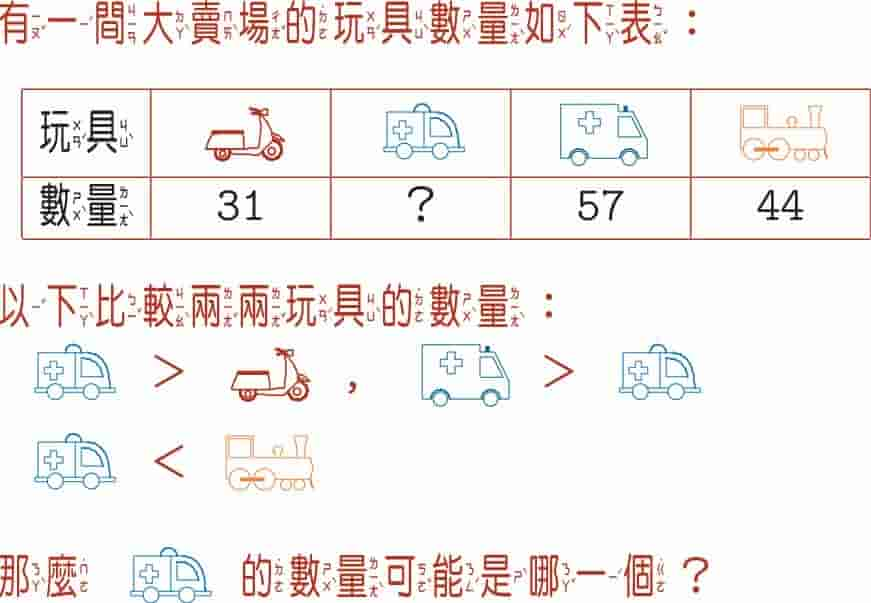 有一間大賣場的玩具數量如下表：
玩具
數量 31 ? 57 44
以下比較兩兩玩具的數量：
> , >
<
那麼 的數量可能是哪一個？